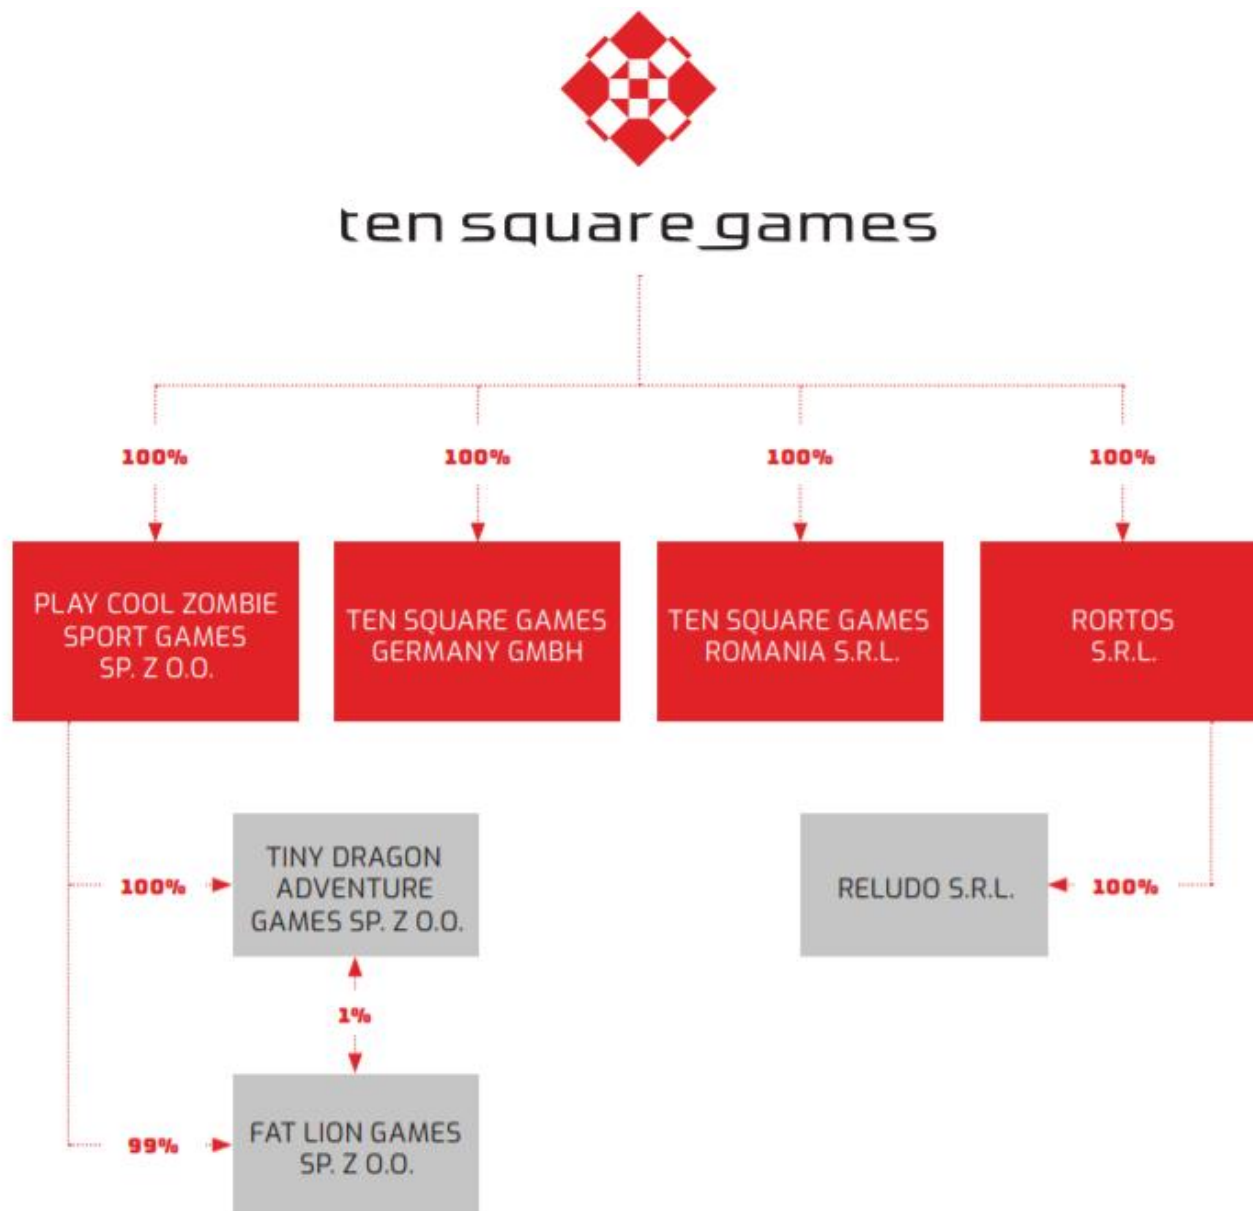 ten square games
100%
100%
100%
100%
PLAY COOL ZOMBIE
SPORT GAMES
SP. Z O.O.
TEN SQUARE GAMES
GERMANY GMBH
TEN SQUARE GAMES
ROMANIA S.R.L.
RORTOS
S.R.L.
100%
TINY DRAGON
ADVENTURE
GAMES SP. Z O.O.
RELUDO S.R.L.
100%
1%
99%
FAT LION GAMES
SP. Z O.O.